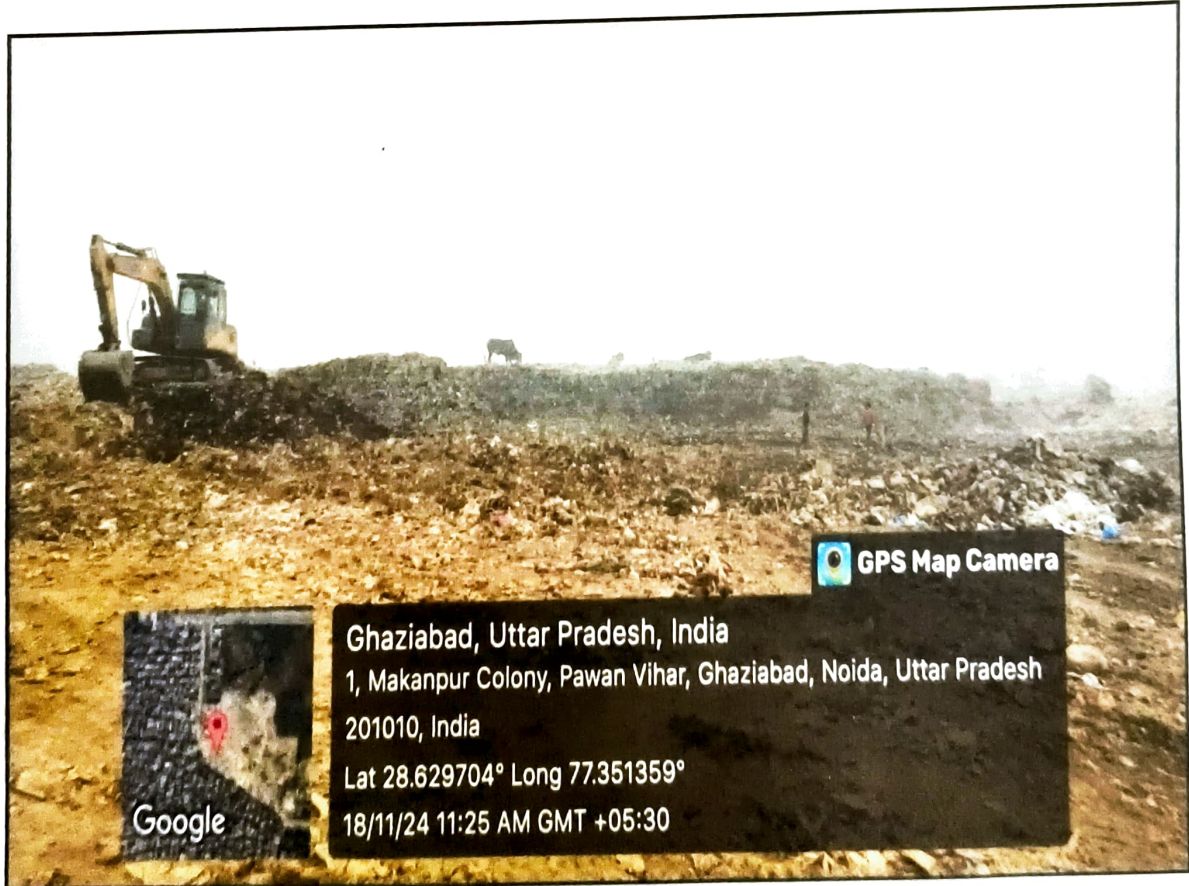 GPS Map Camera
Ghaziabad, Uttar Pradesh, India
1, Makanpur Colony, Pawan Vihar, Ghaziabad, Noida, Uttar Pradesh
201010, India
Lat 28.629704° Long 77.351359°
18/11/24 11:25 AM GMT +05:30
Google